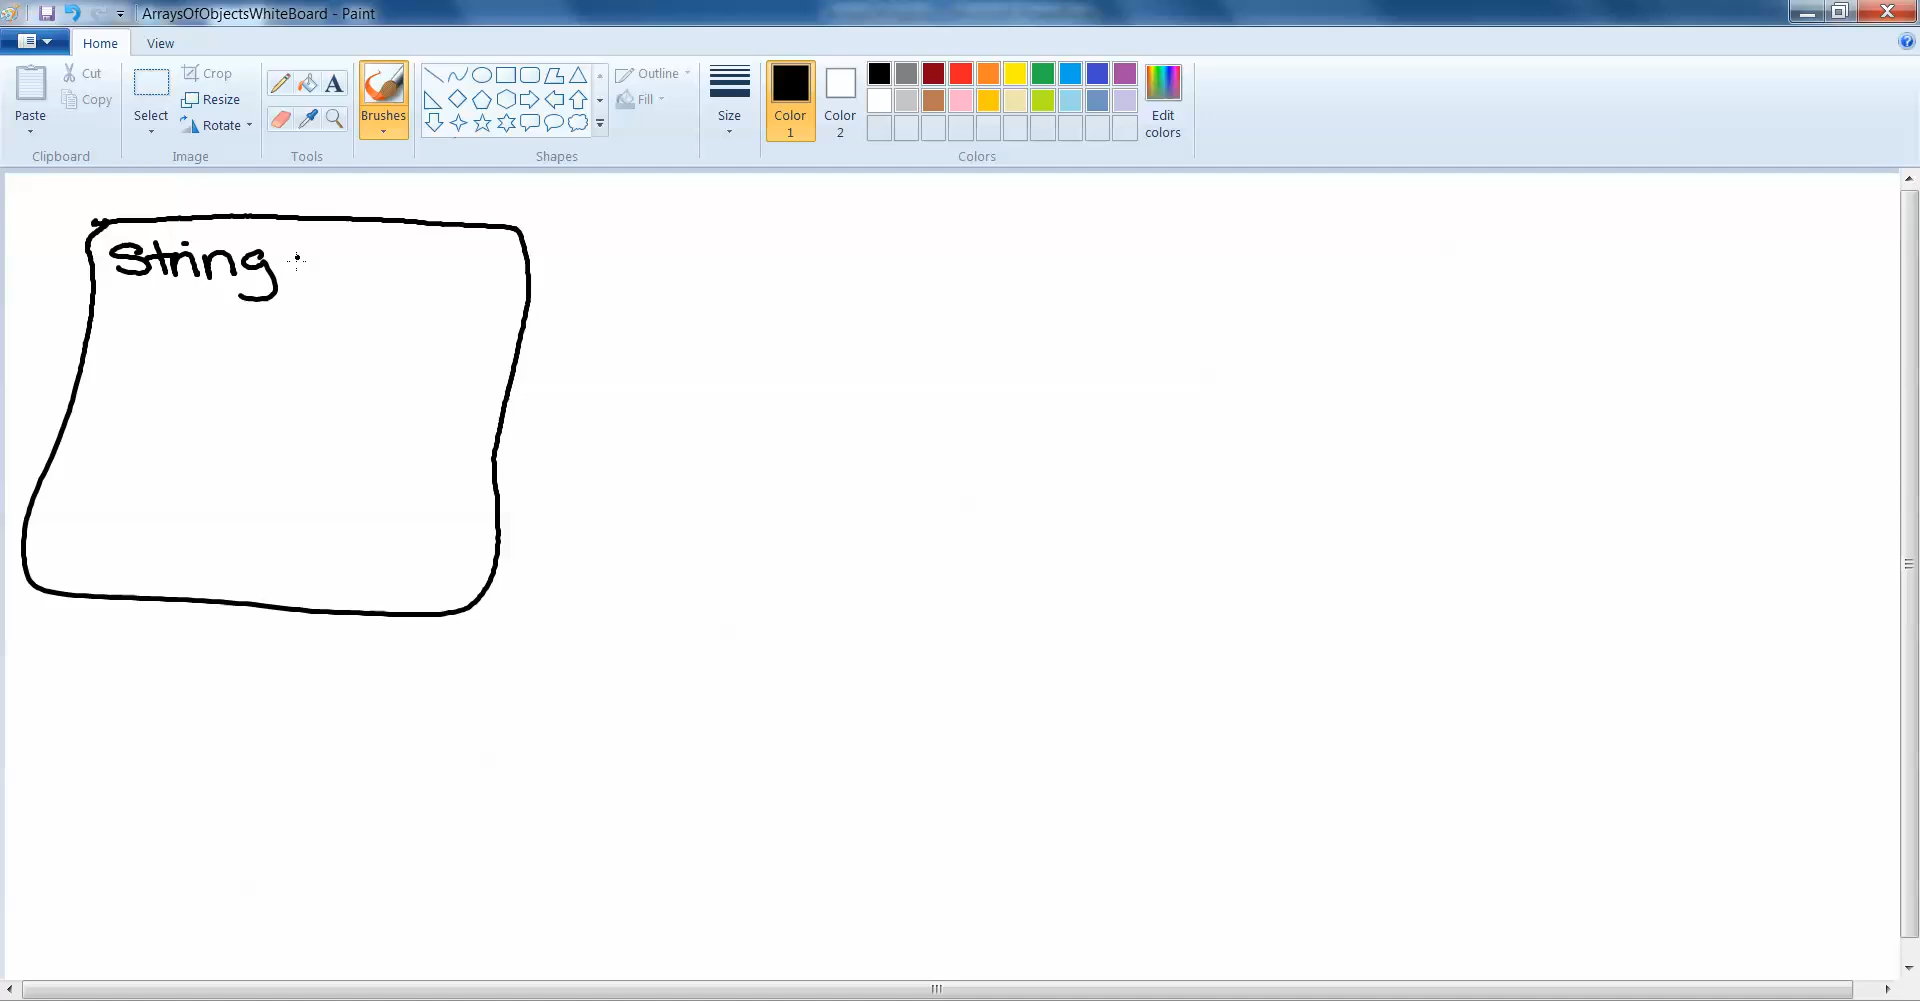 ArraysOfObjectsWhiteBoard - Paint
Home View
Paste
Cut
Copy
Clipboard
Select
Crop
Resize
Rotate
Image
A
Tools
Brushes
Shapes
Outline
Fill
Size
Color 1
Color 2
Colors
Edit colors
String